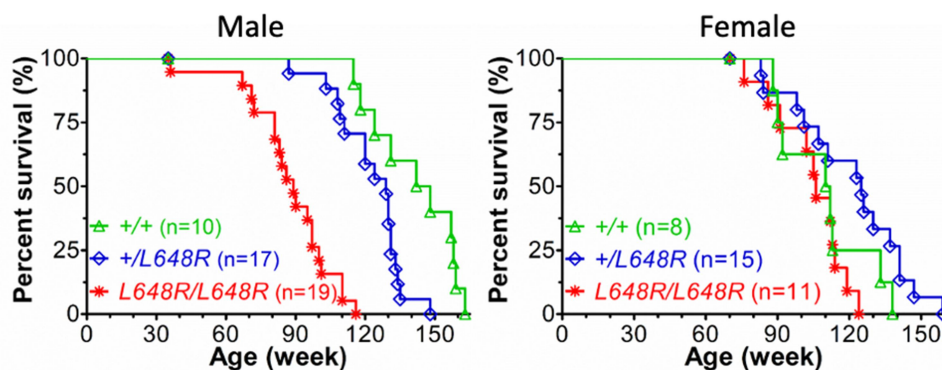 Male
Percent survival (%)
100
75
50
25
0
+/+ (n=10)
+/L648R (n=17)
L648R/L648R (n=19)
0 30 60 90 120 150
Age (week)
Female
Percent survival (%)
100
75
50
25
0
+/+ (n=8)
+/L648R (n=15)
L648R/L648R (n=11)
0 30 60 90 120 150
Age (week)